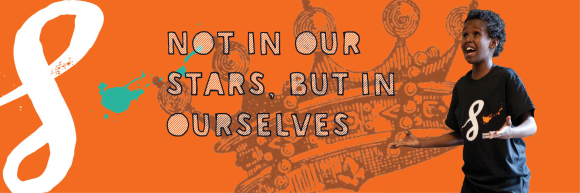 NOT IN OUR
STARS, BUT IN
OURSELVES